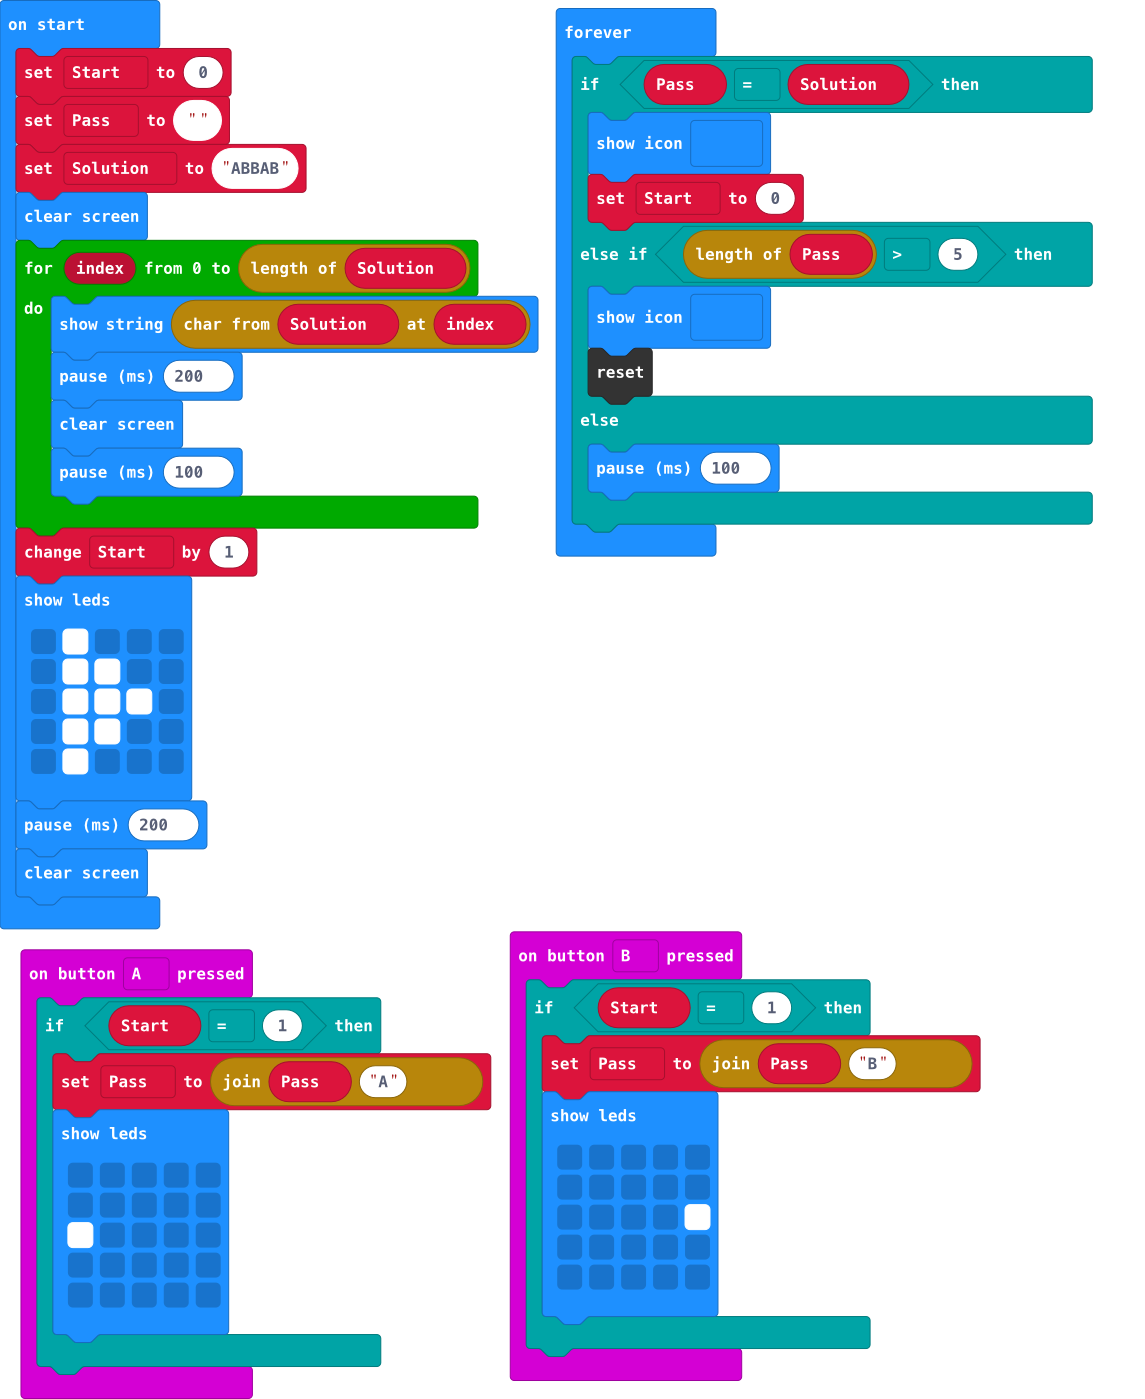 on start
set Start to 0
set Pass to " "
set Solution to "ABBAB"
clear screen
for index from 0 to length of Solution
do
show string char from Solution at index
pause (ms) 200
clear screen
pause (ms) 100
change Start by 1
show leds
pause (ms) 200
clear screen
forever
if Pass = Solution then
show icon
set Start to 0
else if length of Pass > 5 then
show icon
reset
else
pause (ms) 100
on button A pressed
if Start = 1 then
set Pass to join Pass "A"
show leds
on button B pressed
if Start = 1 then
set Pass to join Pass "B"
show leds